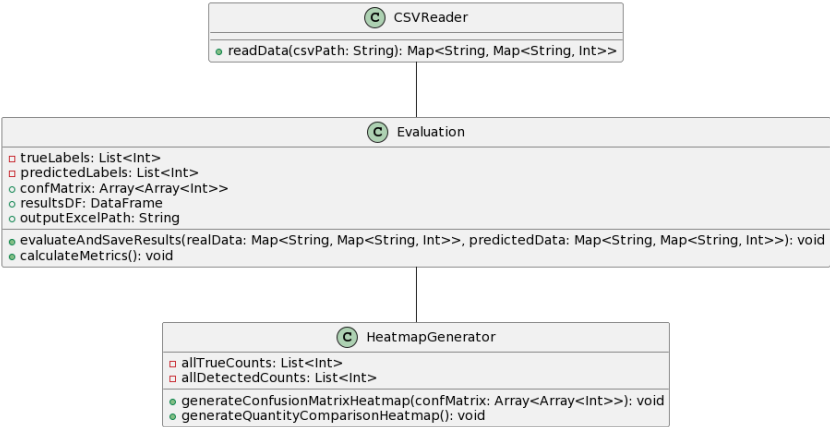 C CSVReader
readData(csvPath: String): Map<String, Map<String, Int>>
C Evaluation
trueLabels: List<Int>
predictedLabels: List<Int>
confMatrix: Array<Array<Int>>
resultsDF: DataFrame
outputExcelPath: String
evaluateAndSaveResults(realData: Map<String, Map<String, Int>>, predictedData: Map<String, Map<String, Int>>): void
calculateMetrics(): void
C HeatmapGenerator
allTrueCounts: List<Int>
allDetectedCounts: List<Int>
generateConfusionMatrixHeatmap(confMatrix: Array<Array<Int>>): void
generateQuantityComparisonHeatmap(): void